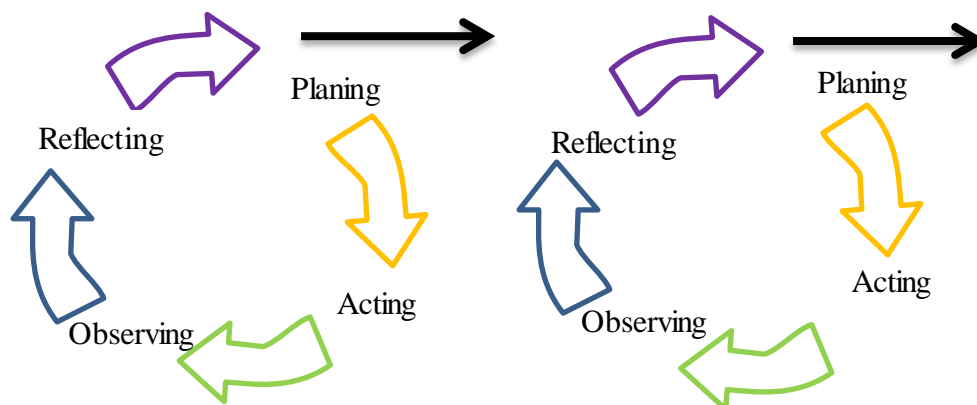 Planing
Reflecting
Acting
Observing
Planing
Reflecting
Acting
Observing